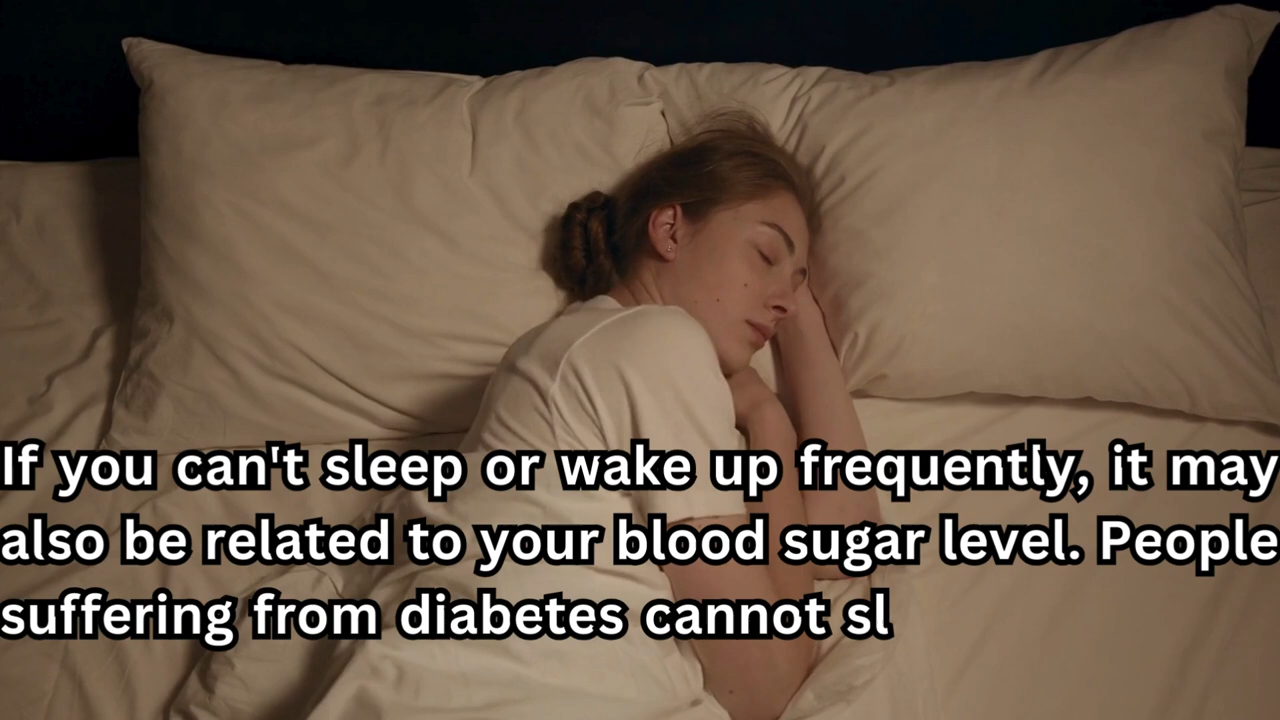 If you can't sleep or wake up frequently, it may
also be related to your blood sugar level. People
suffering from diabetes cannot sl